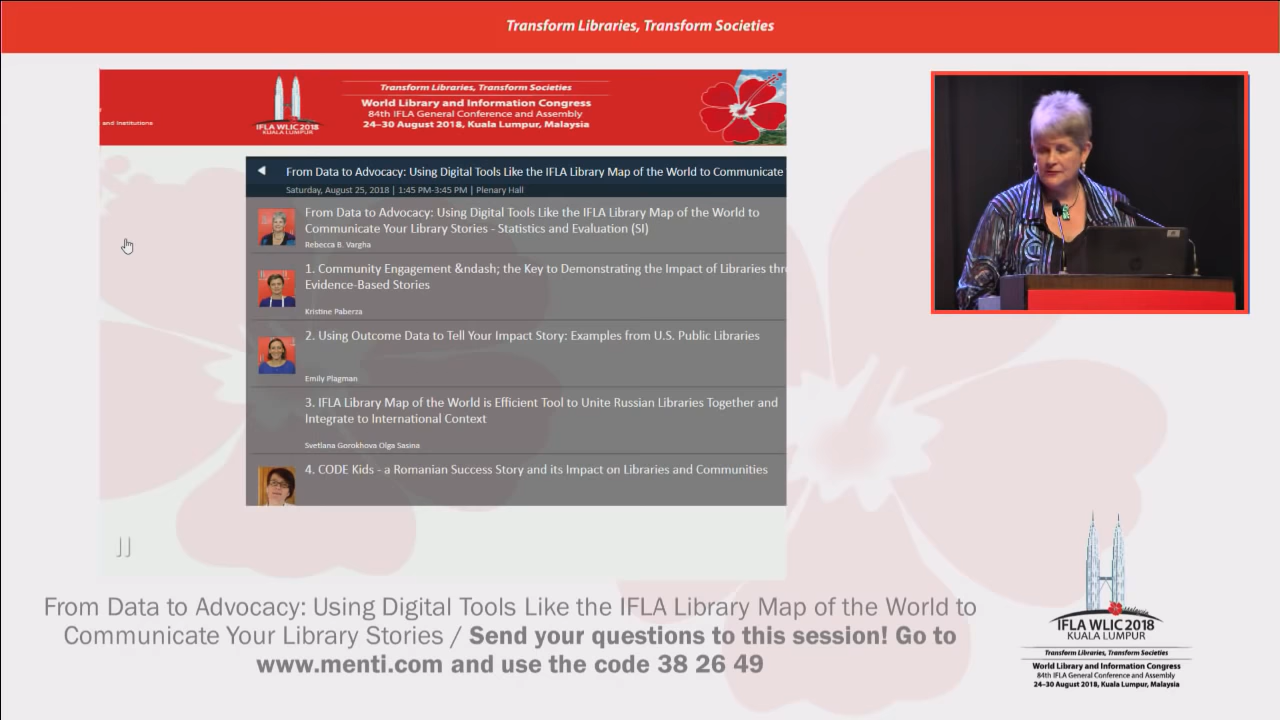 Transform Libraries, Transform Societies
Transform Libraries, Transform Societies
World Library and Information Congress
84th IFLA General Conference and Assembly
24-30 August 2018, Kuala Lumpur, Malaysia
and Institutions
IFLA WLIC 2018
KUALA LUMPUR
From Data to Advocacy: Using Digital Tools Like the IFLA Library Map of the World to Communicate
Saturday, August 25, 2018 | 1:45 PM-3:45 PM | Plenary Hall
From Data to Advocacy: Using Digital Tools Like the IFLA Library Map of the World to
Communicate Your Library Stories - Statistics and Evaluation (SI)
Rebecca B. Vargha
1. Community Engagement &ndash; the Key to Demonstrating the Impact of Libraries thr
Evidence-Based Stories
Kristine Paberza
2. Using Outcome Data to Tell Your Impact Story: Examples from U.S. Public Libraries
Emily Plagman
3. IFLA Library Map of the World is Efficient Tool to Unite Russian Libraries Together and
Integrate to International Context
Svetlana Gorokhova Olga Sasina
4. CODE Kids - a Romanian Success Story and its Impact on Libraries and Communities
From Data to Advocacy: Using Digital Tools Like the IFLA Library Map of the World to
Communicate Your Library Stories / Send your questions to this session! Go to
www.menti.com and use the code 38 26 49
Malaysia
IFLA WLIC 2018
KUALA LUMPUR
Transform Libraries, Transform Societies
World Library and Information Congress
84th IFLA General Conference and Assembly
24-30 August 2018, Kuala Lumpur, Malaysia